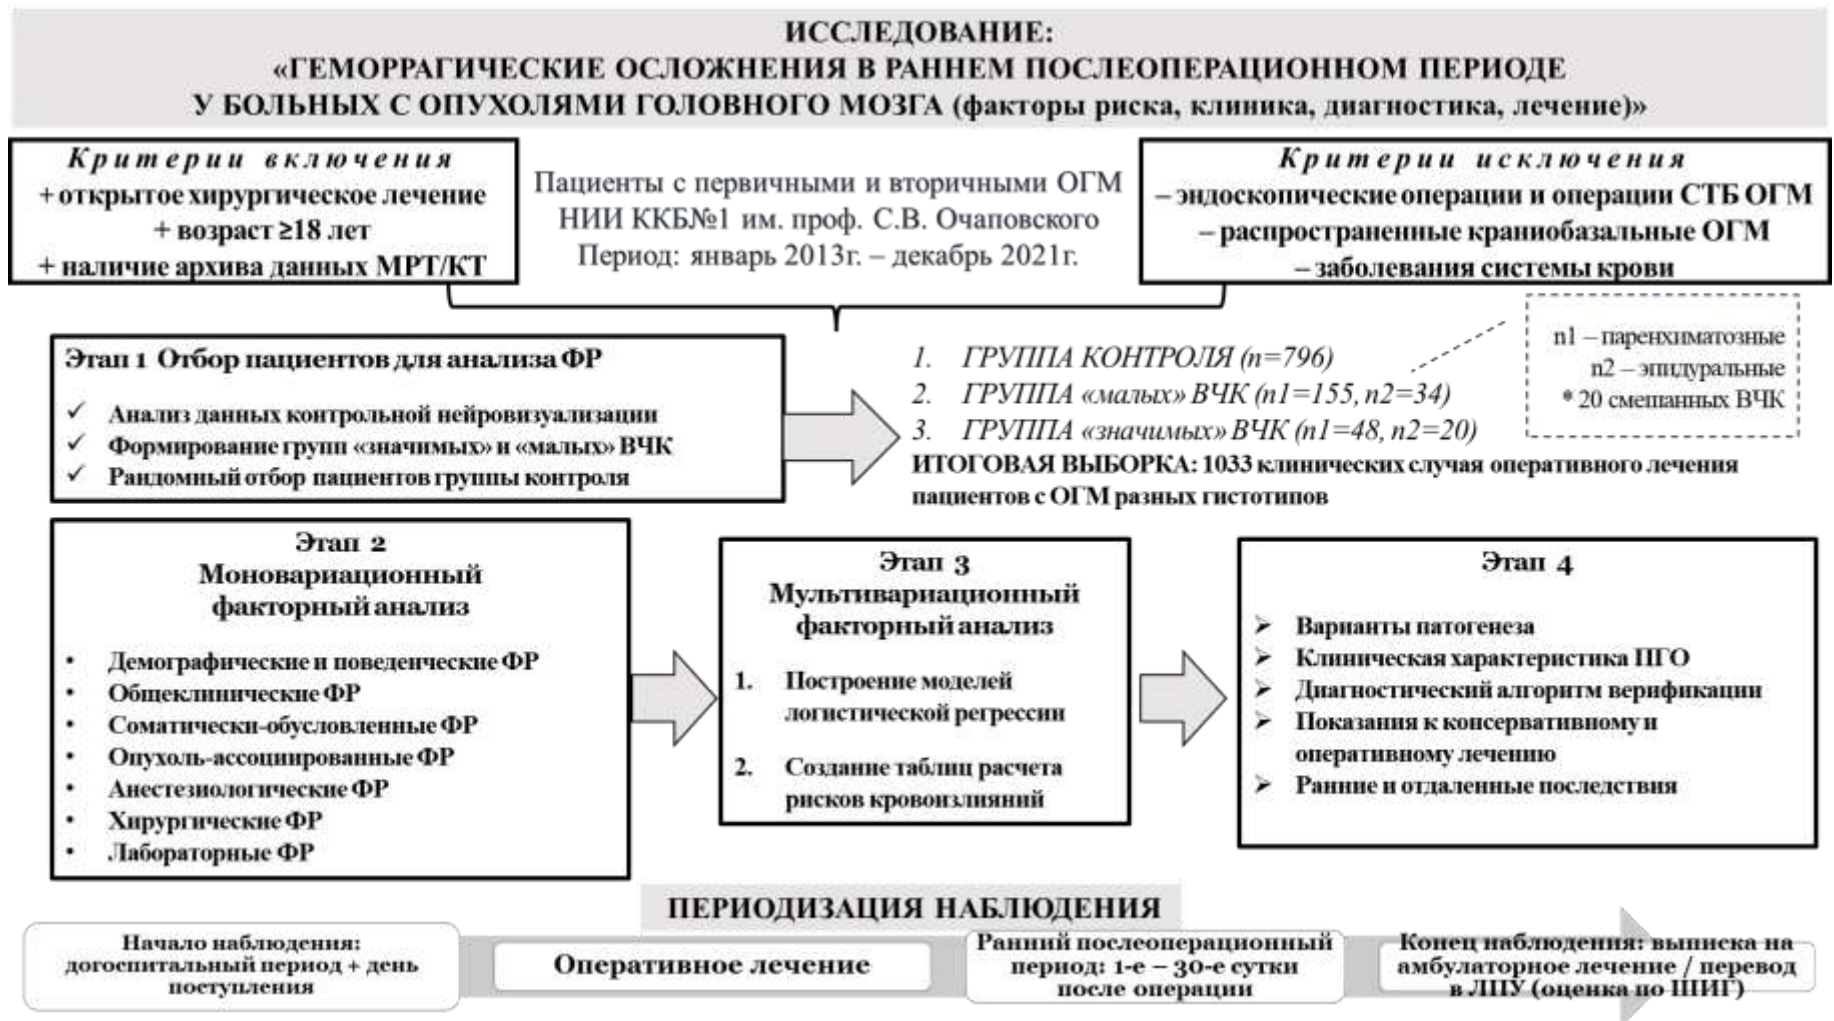 ИССЛЕДОВАНИЕ:
«ГЕМОРРАГИЧЕСКИЕ ОСЛОЖНЕНИЯ В РАННЕМ ПОСЛЕОПЕРАЦИОННОМ ПЕРИОДЕ
У БОЛЬНЫХ С ОПУХОЛЯМИ ГОЛОВНОГО МОЗГА (факторы риска, клиника, диагностика, лечение)»
Критерии включения
+ открытое хирургическое лечение
+ возраст ≥18 лет
+ наличие архива данных МРТ/КТ
Пациенты с первичными и вторичными ОГМ
НИИ ККБ№1 им. проф. С.В. Очаповского
Период: январь 2013г. – декабрь 2021г.
Критерии исключения
– эндоскопические операции и операции СТБ ОГМ
– распространенные краниобазальные ОГМ
– заболевания системы крови
Этап 1 Отбор пациентов для анализа ФР
✓ Анализ данных контрольной нейровизуализации
✓ Формирование групп «значимых» и «малых» ВЧК
✓ Рандомный отбор пациентов группы контроля
1. ГРУППА КОНТРОЛЯ (n=796)
2. ГРУППА «малых» ВЧК (n1=155, n2=34)
3. ГРУППА «значимых» ВЧК (n1=48, n2=20)
ИТОГОВАЯ ВЫБОРКА: 1033 клинических случая оперативного лечения
пациентов с ОГМ разных гистотипов
n1 – паренхиматозные
n2 – эпидуральные
* 20 смешанных ВЧК
Этап 2
Моновариационный
факторный анализ
• Демографические и поведенческие ФР
• Общеклинические ФР
• Соматически-обусловленные ФР
• Опухоль-ассоциированные ФР
• Анестезиологические ФР
• Хирургические ФР
• Лабораторные ФР
Этап 3
Мультивариационный
факторный анализ
1. Построение моделей
логистической регрессии
2. Создание таблиц расчета
рисков кровоизлияний
Этап 4
➢ Варианты патогенеза
➢ Клиническая характеристика ПГО
➢ Диагностический алгоритм верификации
➢ Показания к консервативному и
оперативному лечению
➢ Ранние и отдаленные последствия
ПЕРИОДИЗАЦИЯ НАБЛЮДЕНИЯ
Начало наблюдения:
догоспитальный период + день
поступления
Оперативное лечение
Ранний послеоперационный
период: 1-е – 30-е сутки
после операции
Конец наблюдения: выписка на
амбулаторное лечение / перевод
в ЛПУ (оценка по ШИГ)